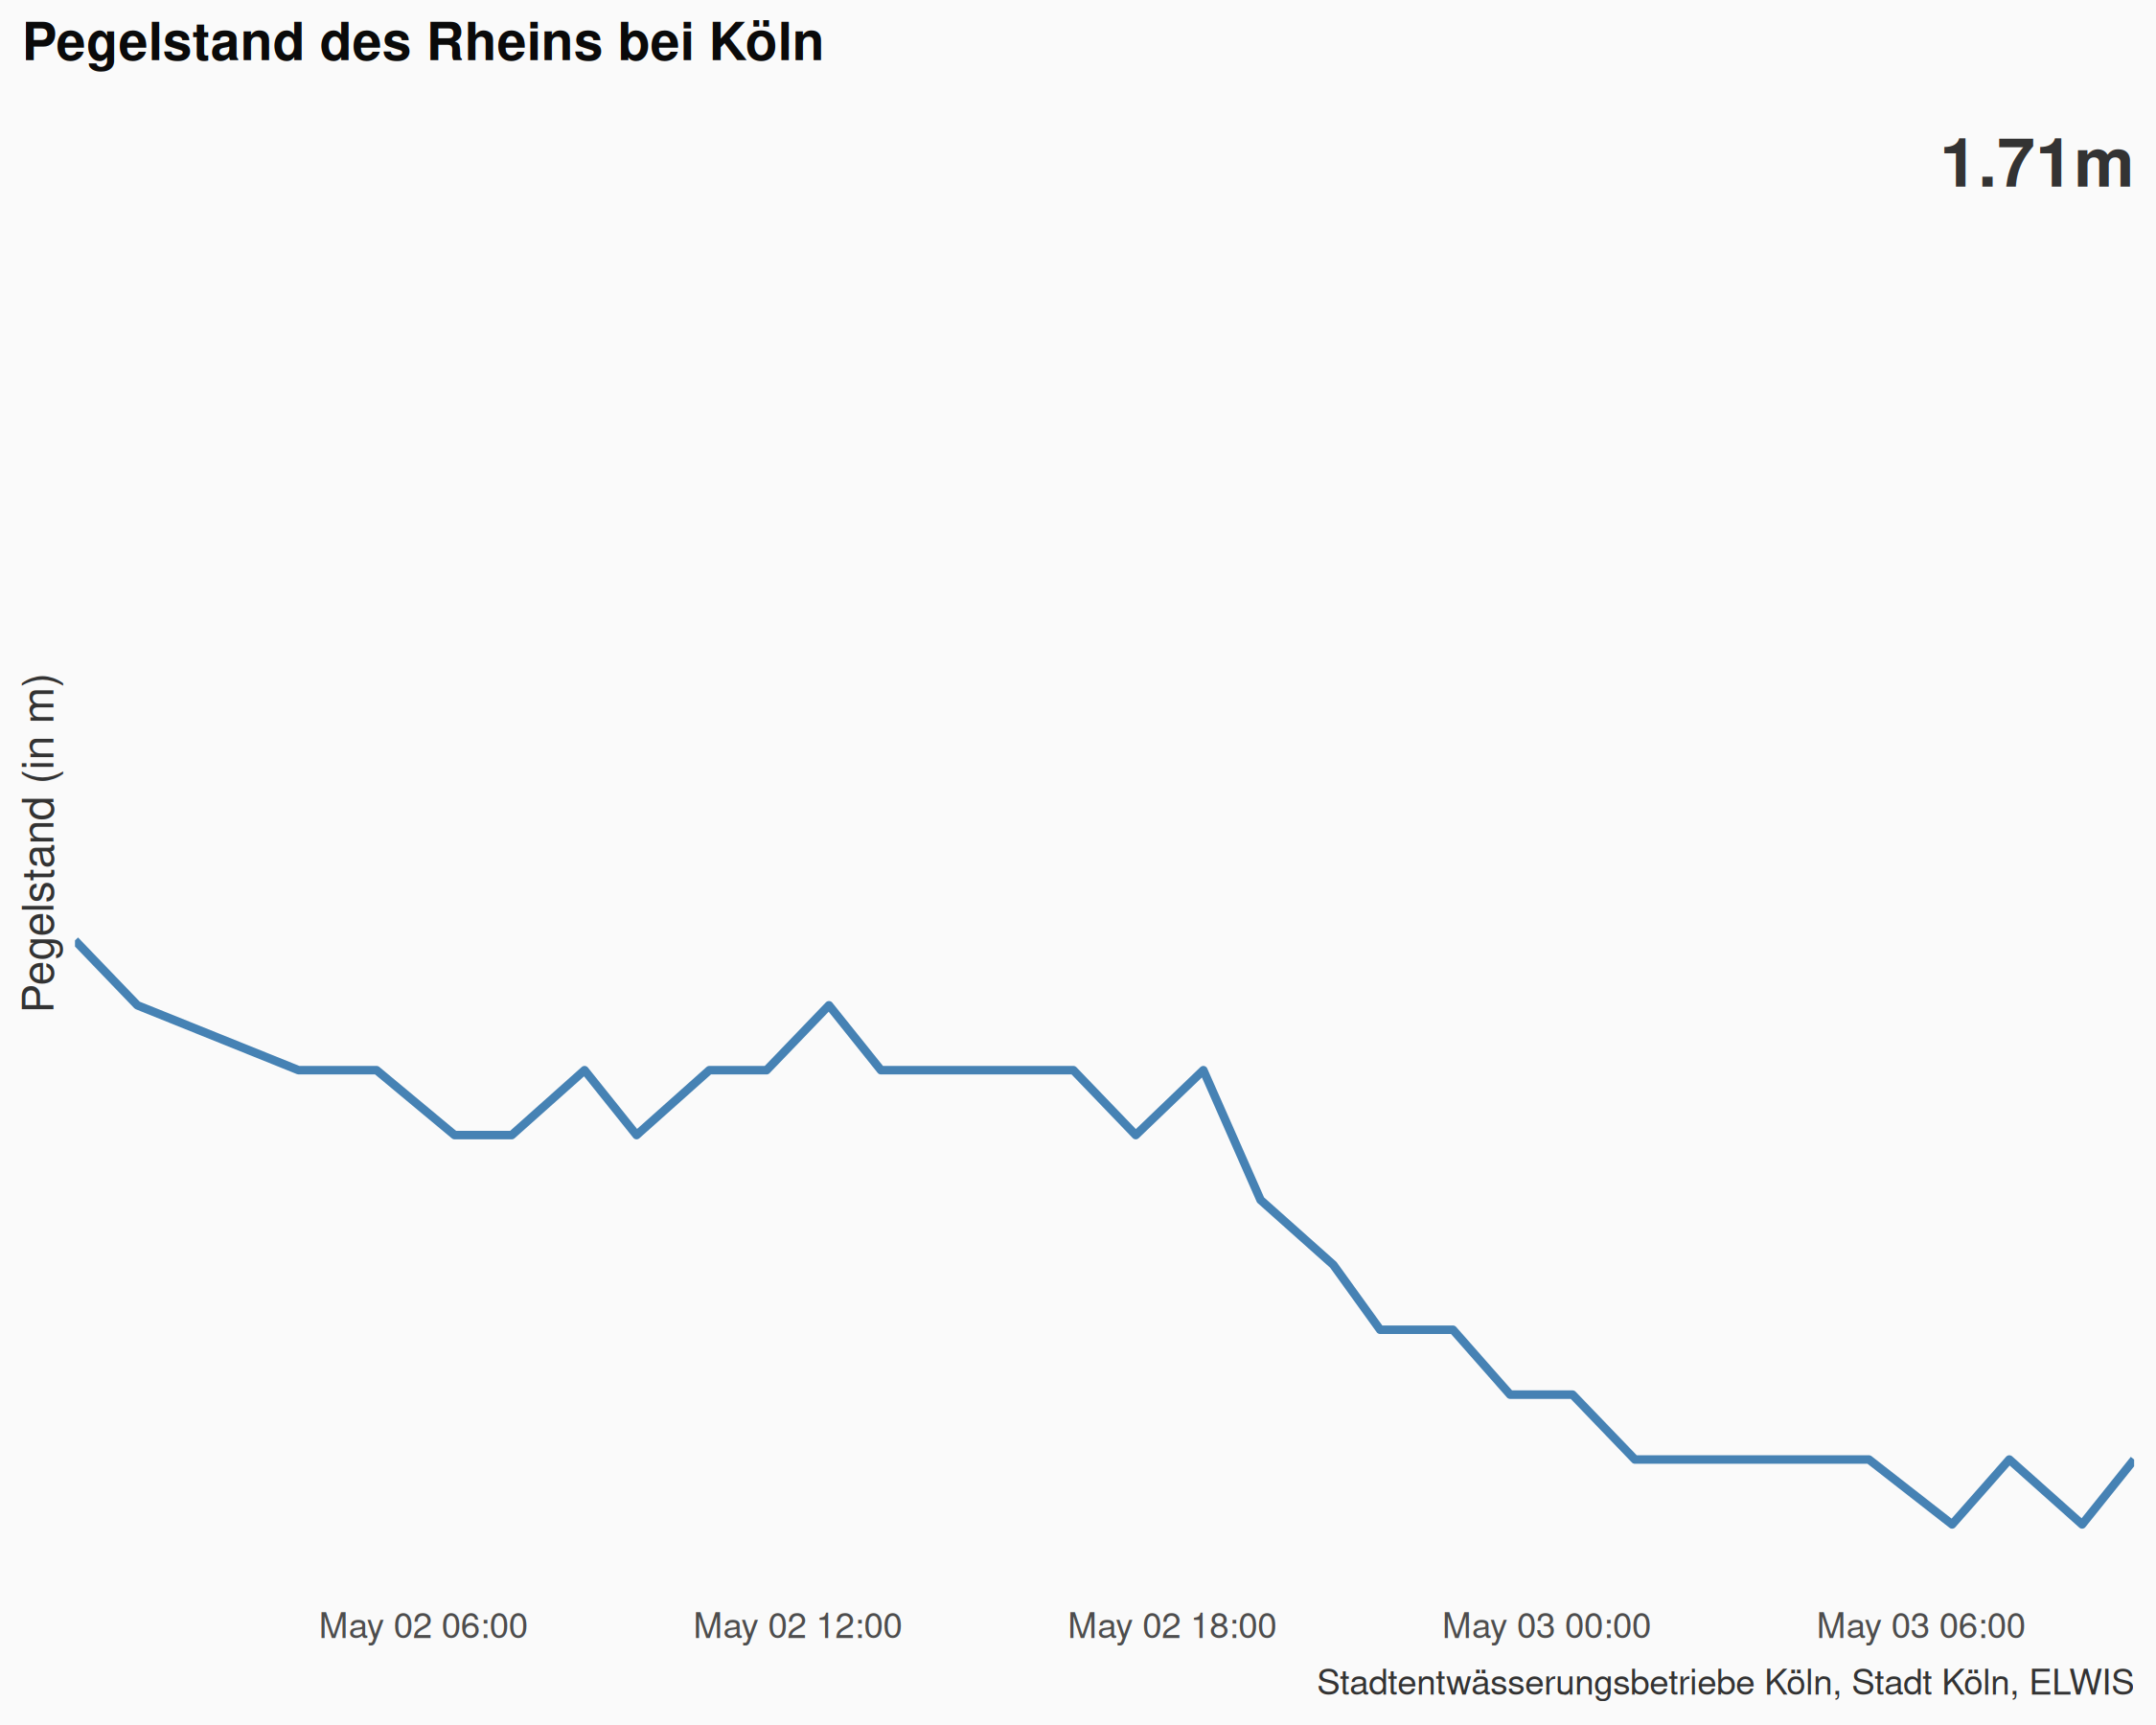 Pegelstand des Rheins bei Köln
1.71m
Pegelstand (in m)
May 02 06:00
May 02 12:00
May 02 18:00
May 03 00:00
May 03 06:00
Stadtentwässerungsbetriebe Köln, Stadt Köln, ELWIS